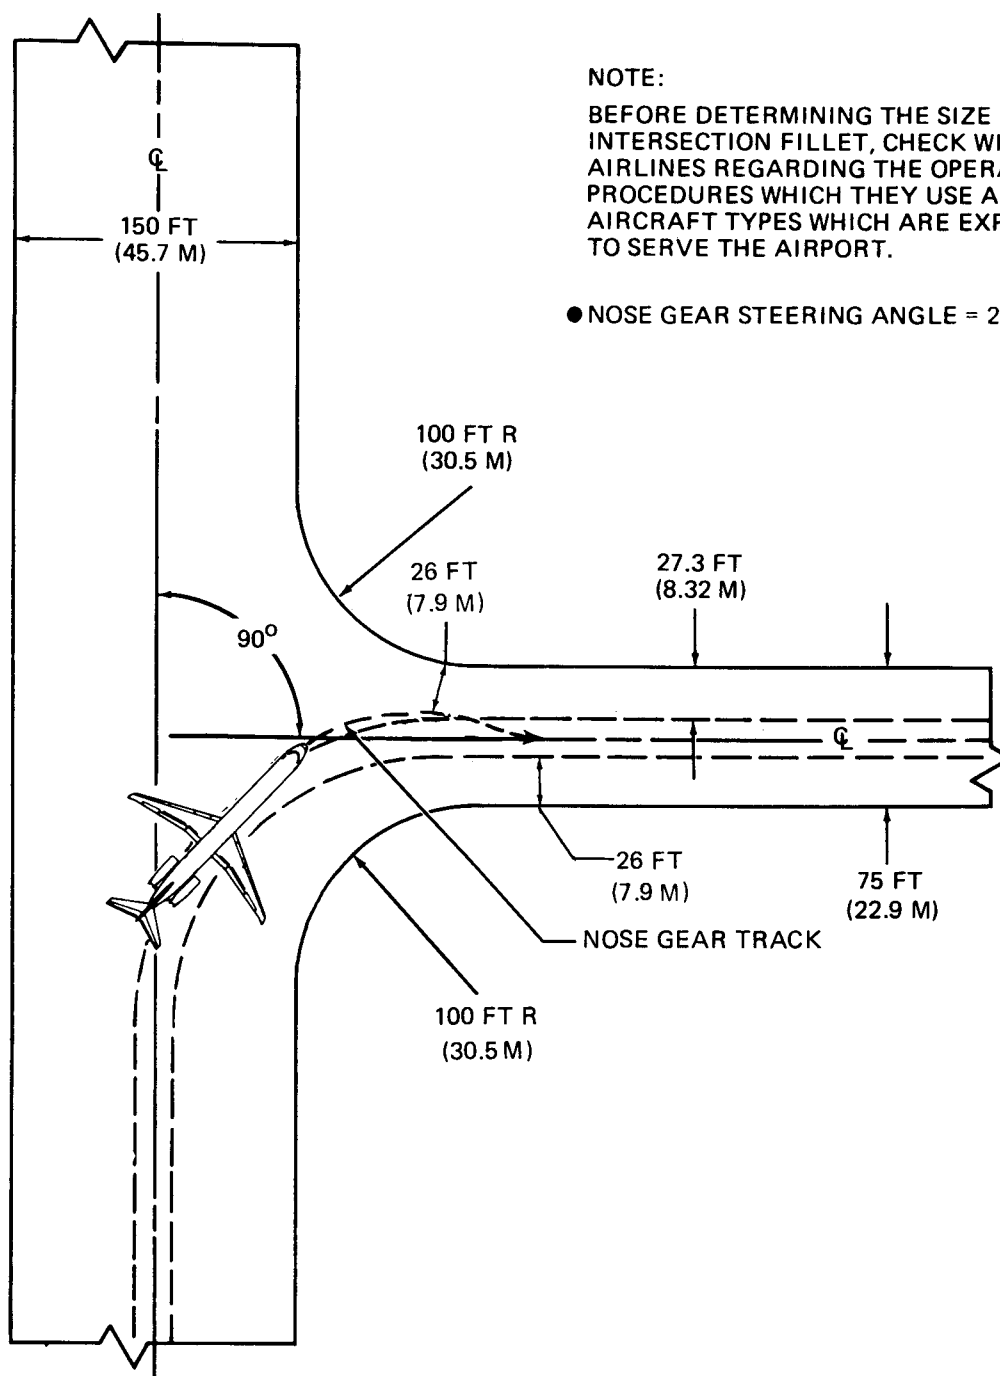 NOTE:
BEFORE DETERMINING THE SIZE
INTERSECTION FILLET, CHECK
AIRLINES REGARDING THE
PROCEDURES WHICH THEY USE
AIRCRAFT TYPES WHICH ARE
TO SERVE THE AIRPORT.
● NOSE GEAR STEERING ANGLE = 2
℄
150 FT
(45.7 M)
100 FT R
(30.5 M)
26 FT
(7.9 M)
27.3 FT
(8.32 M)
90°
℄
26 FT
(7.9 M)
75 FT
(22.9 M)
NOSE GEAR TRACK
100 FT R
(30.5 M)